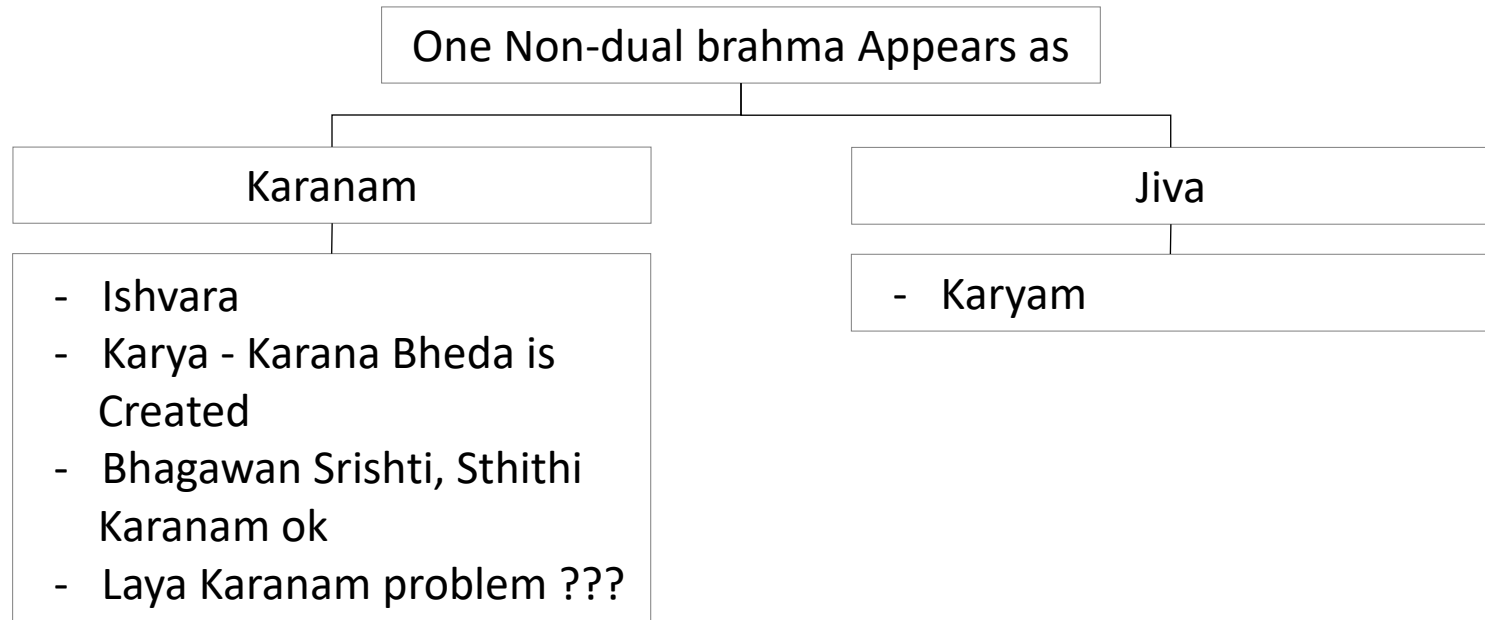 One Non-dual brahma Appears as
Karanam
- Ishvara
- Karya - Karana Bheda is
Created
- Bhagawan Srishti, Sthithi
Karanam ok
- Laya Karanam problem ???
Jiva
- Karyam